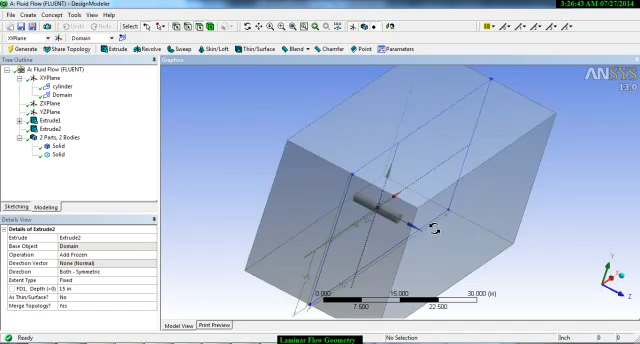 A: Fluid Flow (FLUENT) - DesignModeler
3:26:43 AM 07/27/2014
File Create Concept Tools View Help
Select:
XYPlane Domain
Generate Share Topology Extrude Revolve Sweep Skin/Loft Thin/Surface Blend Chamfer Point Parameters
Tree Outline
Graphics
A: Fluid Flow (FLUENT)
XYPlane
cylinder
Domain
ZXPlane
YZPlane
Extrude1
Extrude2
2 Parts, 2 Bodies
Solid
Solid
Sketching Modeling
Details View
Details of Extrude2
Extrude Extrude2
Base Object Domain
Operation Add Frozen
Direction Vector None (Normal)
Direction Both - Symmetric
Extent Type Fixed
FD1, Depth (>0) 15 in
As Thin/Surface? No
Merge Topology? Yes
ANSYS
13.0
0.000 15.000 30.000 (in)
7.500 22.500
Y
X
Z
Model View Print Preview
Ready
Laminar Flow Geometry
No Selection
Inch 0 0